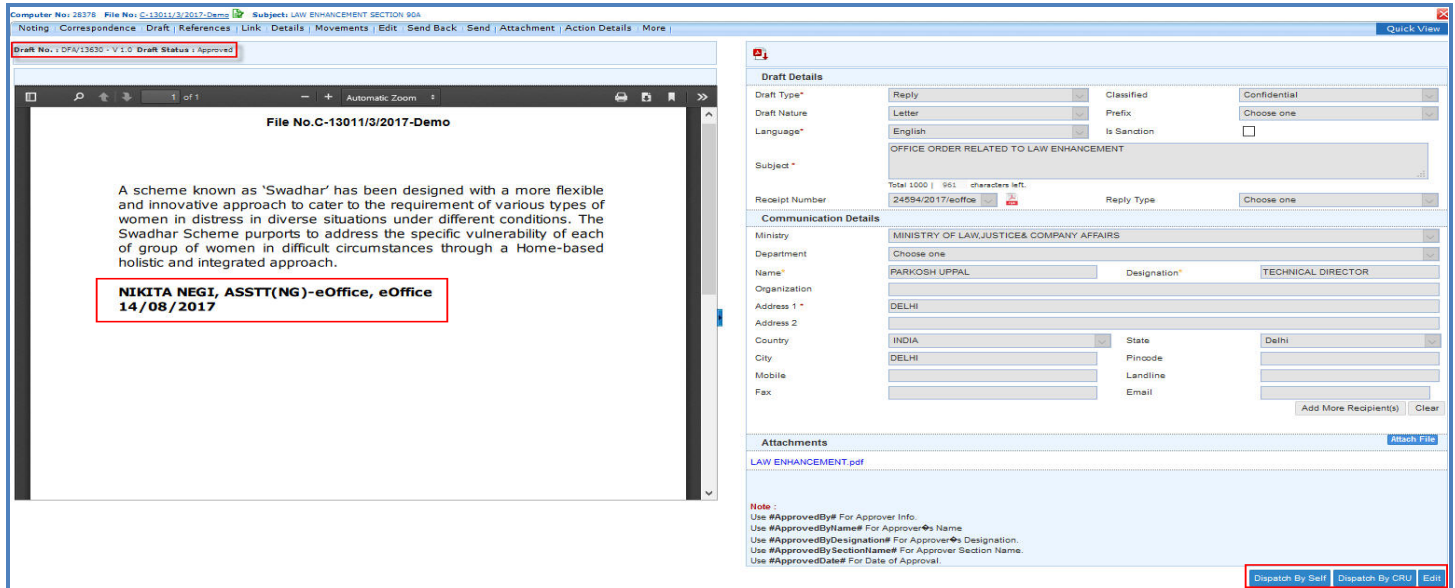 Computer No: 28378 File No: C-13011/3/2017-Demo Subject: LAW ENHANCEMENT SECTION 90A
Noting | Correspondence | Draft | References | Link | Details | Movements | Edit | Send Back | Send | Attachment | Action Details | More |
Quick View
Draft No. : DFA/13630 - V 1.0 Draft Status : Approved
1 of 1
− + Automatic Zoom
File No.C-13011/3/2017-Demo
A scheme known as ‘Swadhar’ has been designed with a more flexible
and innovative approach to cater to the requirement of various types of
women in distress in diverse situations under different conditions. The
Swadhar Scheme purports to address the specific vulnerability of each
of group of women in difficult circumstances through a Home-based
holistic and integrated approach.
NIKITA NEGI, ASSTT(NG)-eOffice, eOffice
14/08/2017
Draft Details
Draft Type* Reply Classified Confidential
Draft Nature Letter Prefix Choose one
Language* English Is Sanction
Subject * OFFICE ORDER RELATED TO LAW ENHANCEMENT
Total 1000 | 961 characters left.
Receipt Number 24594/2017/eoffce Reply Type Choose one
Communication Details
Ministry MINISTRY OF LAW,JUSTICE& COMPANY AFFAIRS
Department Choose one
Name* PARKOSH UPPAL Designation* TECHNICAL DIRECTOR
Organization
Address 1 * DELHI
Address 2
Country INDIA State Delhi
City DELHI Pincode
Mobile Landline
Fax Email
Add More Recipient(s) Clear
Attachments Attach File
LAW ENHANCEMENT.pdf
Note :
Use #ApprovedBy# For Approver Info.
Use #ApprovedByName# For Approver�s Name
Use #ApprovedByDesignation# For Approver�s Designation.
Use #ApprovedBySectionName# For Approver Section Name.
Use #ApprovedDate# For Date of Approval.
Dispatch By Self Dispatch By CRU Edit